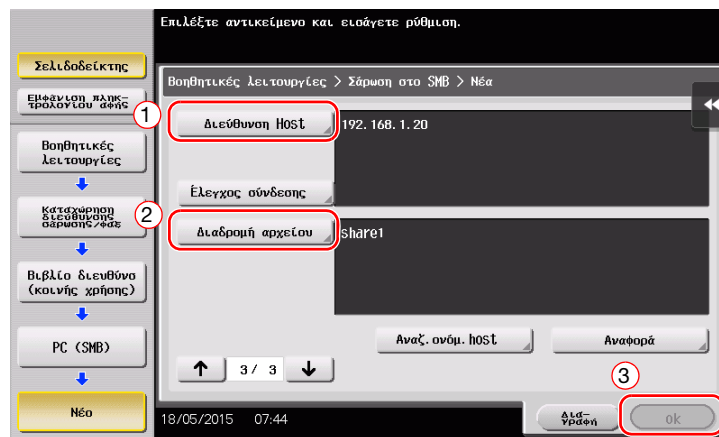 Επιλέξτε αντικείμενο και εισάγετε ρύθμιση.
Σελιδοδείκτης
Εμφάνιση πληκ-
τρολογίου αφής
Βοηθητικές λειτουργίες > Σάρωση στο SMB > Νέα
1
Διεύθυνση Host
192.168.1.20
Βοηθητικές
λειτουργίες
Έλεγχος σύνδεσης
Καταχώρηση
διεύθυνσης
σάρωσης/φαξ
2
Διαδρομή αρχείου
share1
Βιβλίο διευθύνσ
(κοινής χρήσης)
PC (SMB)
Αναζ.ονόμ.host
Αναφορά
3/ 3
3
Νέο
18/05/2015 07:44
Δια-
γραφή
ok